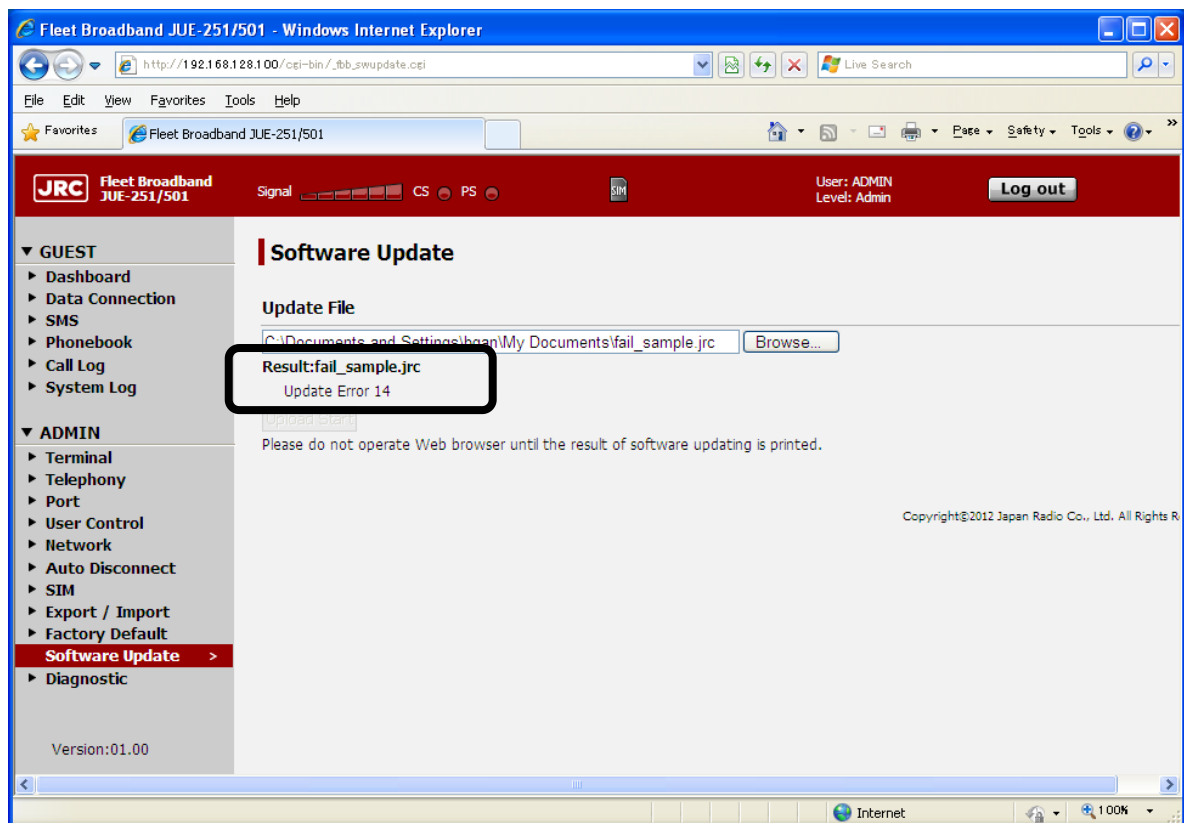 Fleet Broadband JUE-251/501 - Windows Internet Explorer
http://192.168.128.100/cgi-bin/_fbb_swupdate.cgi
Live Search
File Edit View Favorites Tools Help
Favorites
Fleet Broadband JUE-251/501
Page Safety Tools
JRC
Fleet Broadband
JUE-251/501
Signal
CS
PS
SIM
User: ADMIN
Level: Admin
Log out
GUEST
Dashboard
Data Connection
SMS
Phonebook
Call Log
System Log
ADMIN
Terminal
Telephony
Port
User Control
Network
Auto Disconnect
SIM
Export / Import
Factory Default
Software Update >
Diagnostic
Version:01.00
Software Update
Update File
C:\Documents and Settings\bgan\My Documents\fail_sample.jrc
Browse...
Result:fail_sample.jrc
Update Error 14
Upload Start
Please do not operate Web browser until the result of software updating is printed.
Copyright©2012 Japan Radio Co., Ltd. All Rights R
Internet
100%